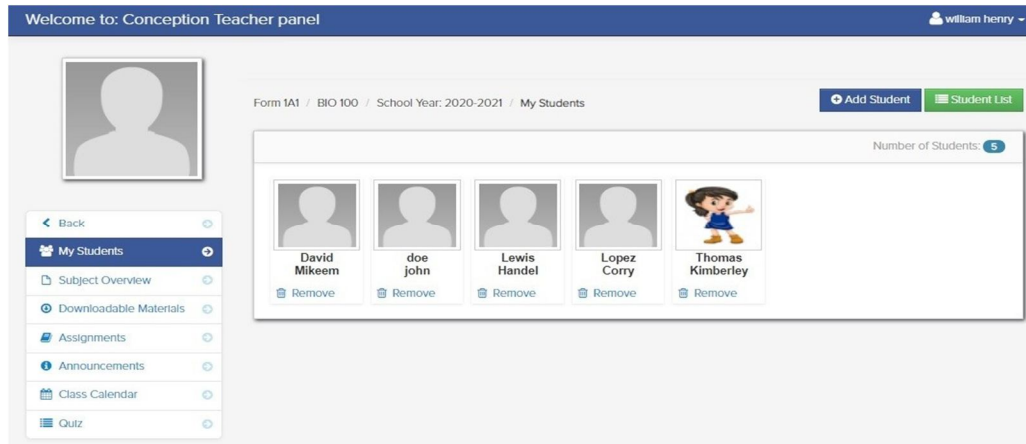 Welcome to: Conception Teacher panel
william henry
Form 1A1 / BIO 100 / School Year: 2020-2021 / My Students
Add Student
Student List
Number of Students: 5
David
Mikeem
Remove
doe
john
Remove
Lewis
Handel
Remove
Lopez
Corry
Remove
Thomas
Kimberley
Remove
Back
My Students
Subject Overview
Downloadable Materials
Assignments
Announcements
Class Calendar
Quiz